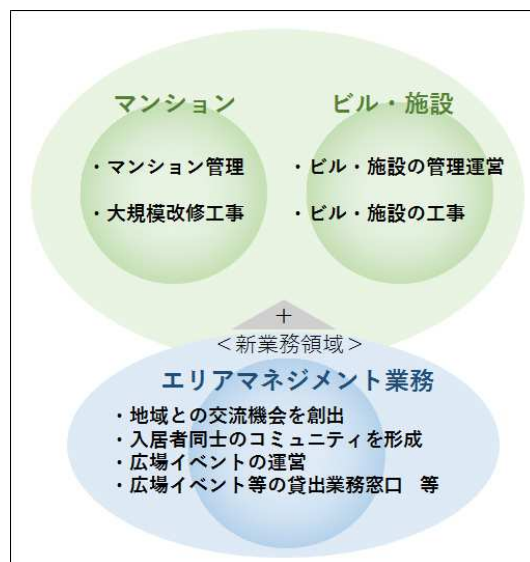 マンション
ビル・施設
・マンション管理
・大規模改修工事
・ビル・施設の管理運営
・ビル・施設の工事
＋
＜新業務領域＞
エリアマネジメント業務
・地域との交流機会を創出
・入居者同士のコミュニティを形成
・広場イベントの運営
・広場イベント等の貸出業務窓口　等